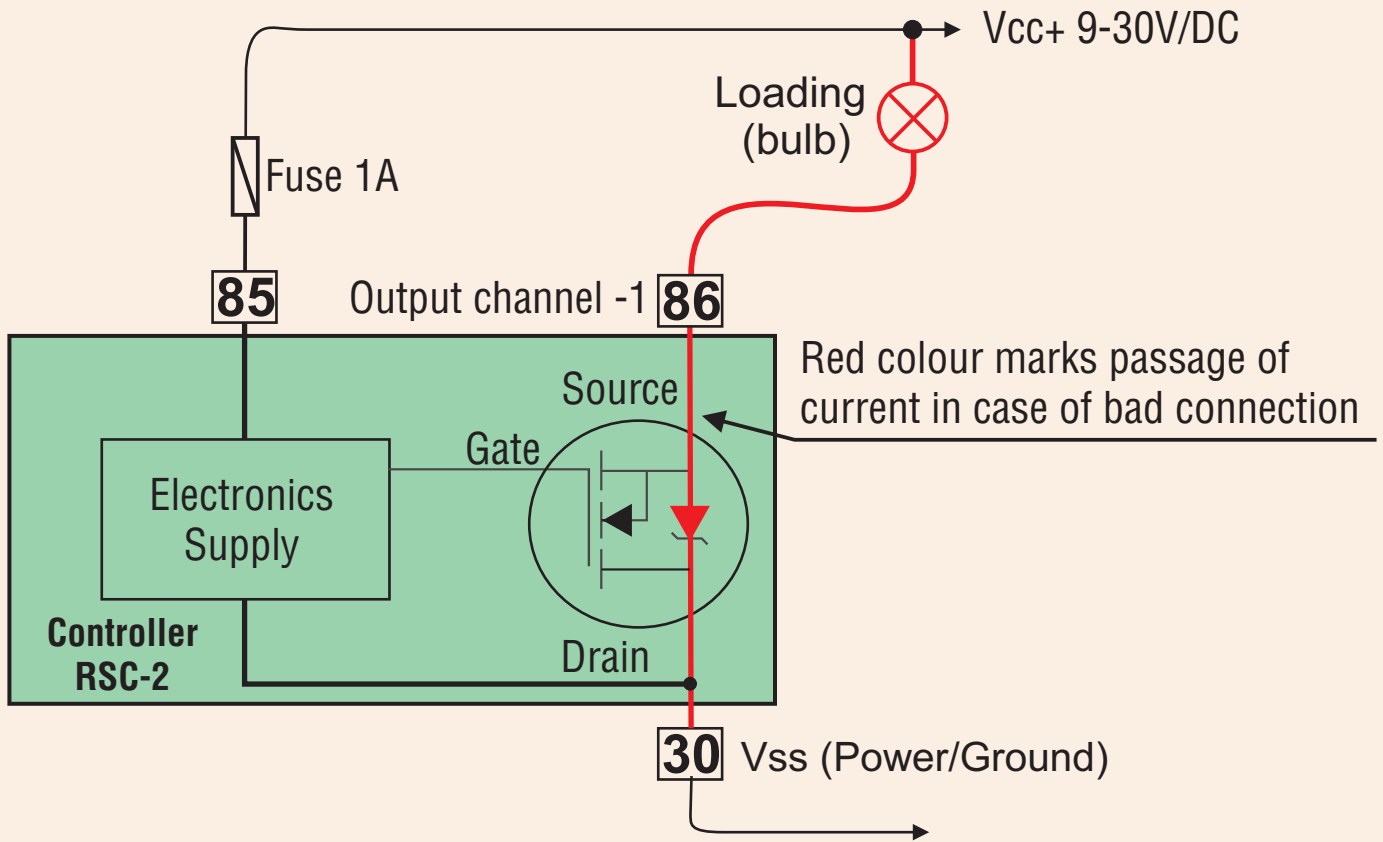 Vcc+ 9-30V/DC
Loading
(bulb)
Fuse 1A
85
Output channel -1
86
Red colour marks passage of
current in case of bad connection
Source
Gate
Electronics
Supply
Controller
RSC-2
Drain
30
Vss (Power/Ground)